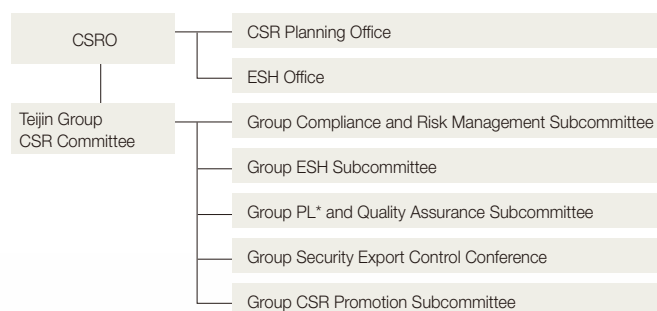 CSRO
CSR Planning Office
ESH Office
Teijin Group
CSR Committee
Group Compliance and Risk Management Subcommittee
Group ESH Subcommittee
Group PL* and Quality Assurance Subcommittee
Group Security Export Control Conference
Group CSR Promotion Subcommittee